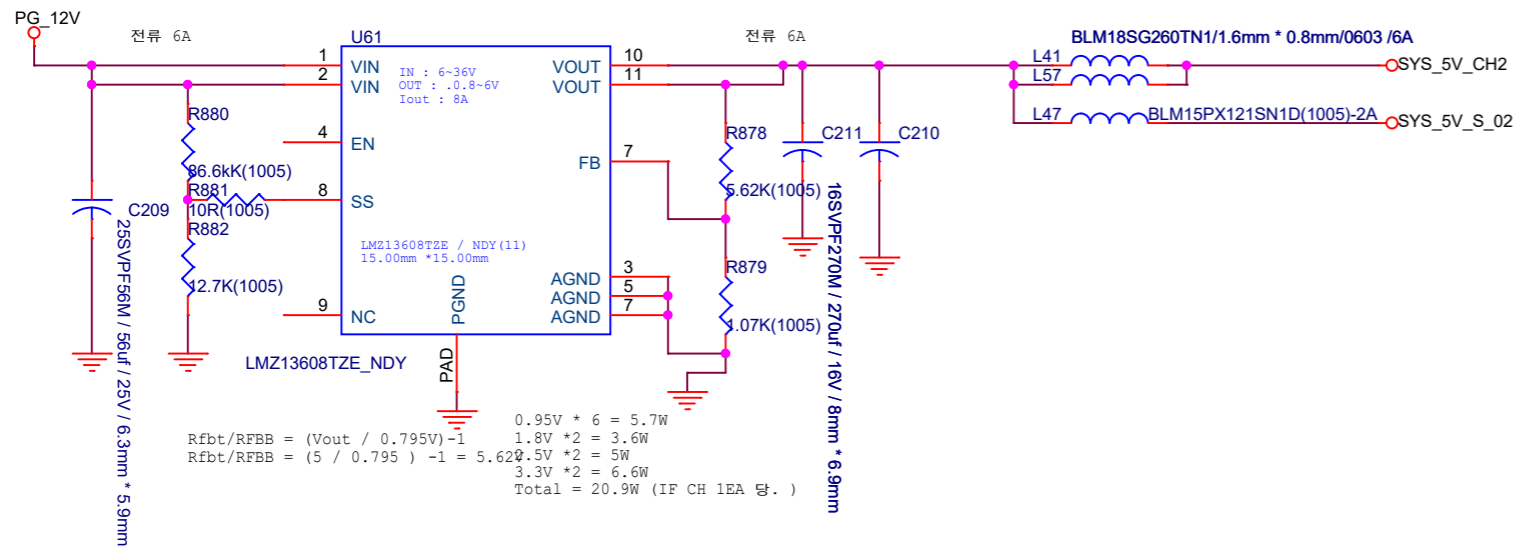 PG_12V
전류 6A
U61
1
VIN
2
VIN
IN : 6~36V
OUT : .0.8~6V
Iout : 8A
4
EN
8
SS
LMZ13608TZE / NDY(11)
15.00mm *15.00mm
9
NC
PGND
PAD
LMZ13608TZE_NDY
10
VOUT
11
VOUT
7
FB
3
AGND
5
AGND
7
AGND
R880
86.6kK(1005)
R881
10R(1005)
R882
12.7K(1005)
C209
25SVPF56M / 56uf / 25V / 6.3mm * 5.9mm
전류 6A
R878
5.62K(1005)
R879
1.07K(1005)
C211
C210
16SVPF270M / 270uf / 16V / 8mm * 6.9mm
BLM18SG260TN1/1.6mm * 0.8mm/0603 /6A
L41
L57
SYS_5V_CH2
L47
BLM15PX121SN1D(1005)-2A
SYS_5V_S_02
Rfbt/RFBB = (Vout / 0.795V)-1
Rfbt/RFBB = (5 / 0.795 ) -1 = 5.62
0.95V * 6 = 5.7W
1.8V *2 = 3.6W
2.5V *2 = 5W
3.3V *2 = 6.6W
Total = 20.9W (IF CH 1EA 당. )